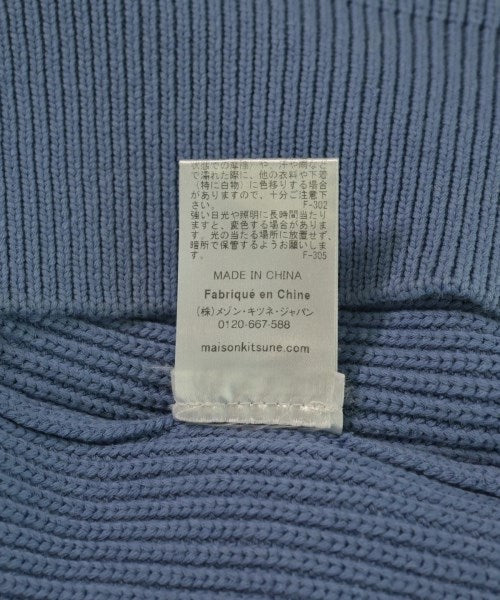 で濡れた際に、他の衣料や下着
(特に白物)に色移りする場合
がありますので、十分ご注意下
さい。 F-302
強い日光や照明に長時間当たり
ますと、変色する場合がありま
す。光の当たる場所に放置せず、
暗所で保管するようお願いしま
す。 F-305
MADE IN CHINA
Fabriqué en Chine
(株)メゾン・キツネ・ジャパン
0120-667-588
maisonkitsune.com